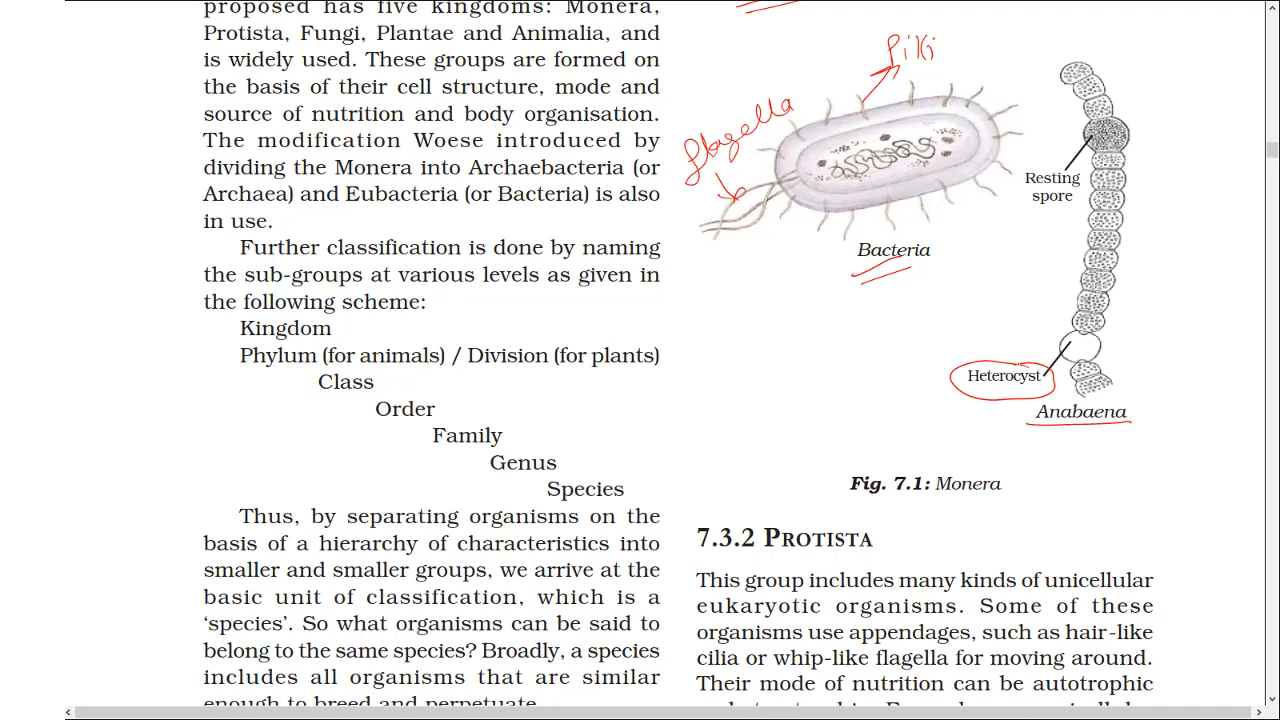 proposed has five kingdoms: Monera,
Protista, Fungi, Plantae and Animalia, and
is widely used. These groups are formed on
the basis of their cell structure, mode and
source of nutrition and body organisation.
The modification Woese introduced by
dividing the Monera into Archaebacteria (or
Archaea) and Eubacteria (or Bacteria) is also
in use.
Further classification is done by naming
the sub-groups at various levels as given in
the following scheme:
Kingdom
Phylum (for animals) / Division (for plants)
Class
Order
Family
Genus
Species
Thus, by separating organisms on the
basis of a hierarchy of characteristics into
smaller and smaller groups, we arrive at the
basic unit of classification, which is a
‘species’. So what organisms can be said to
belong to the same species? Broadly, a species
includes all organisms that are similar
enough to breed and perpetuate.
Piki
flagella
Resting
spore
Bacteria
Heterocyst
Anabaena
Fig. 7.1: Monera
7.3.2 PROTISTA
This group includes many kinds of unicellular
eukaryotic organisms. Some of these
organisms use appendages, such as hair-like
cilia or whip-like flagella for moving around.
Their mode of nutrition can be autotrophic